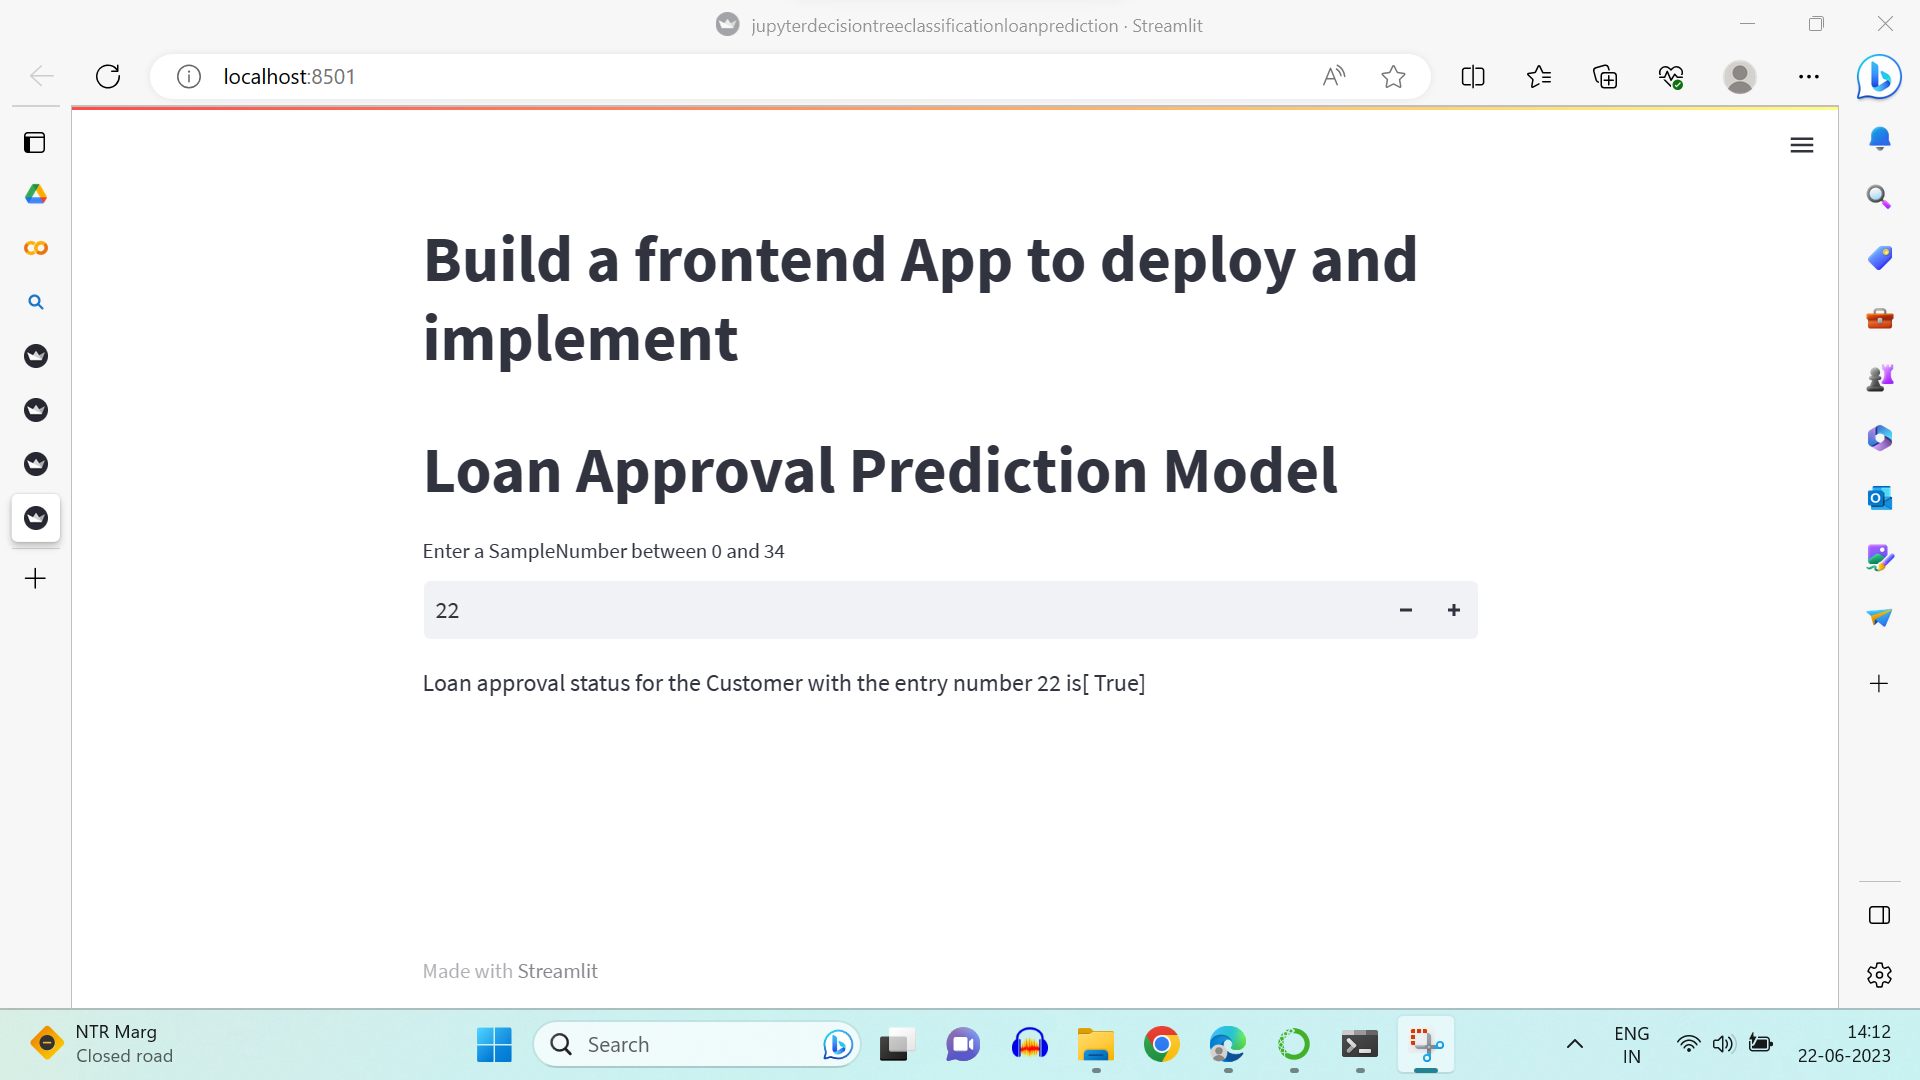 jupyterdecisiontreeclassificationloanprediction · Streamlit
localhost:8501
Build a frontend App to deploy and
implement
Loan Approval Prediction Model
Enter a SampleNumber between 0 and 34
22
Loan approval status for the Customer with the entry number 22 is[ True]
Made with Streamlit
NTR Marg
Closed road
Search
ENG
IN
14:12
22-06-2023